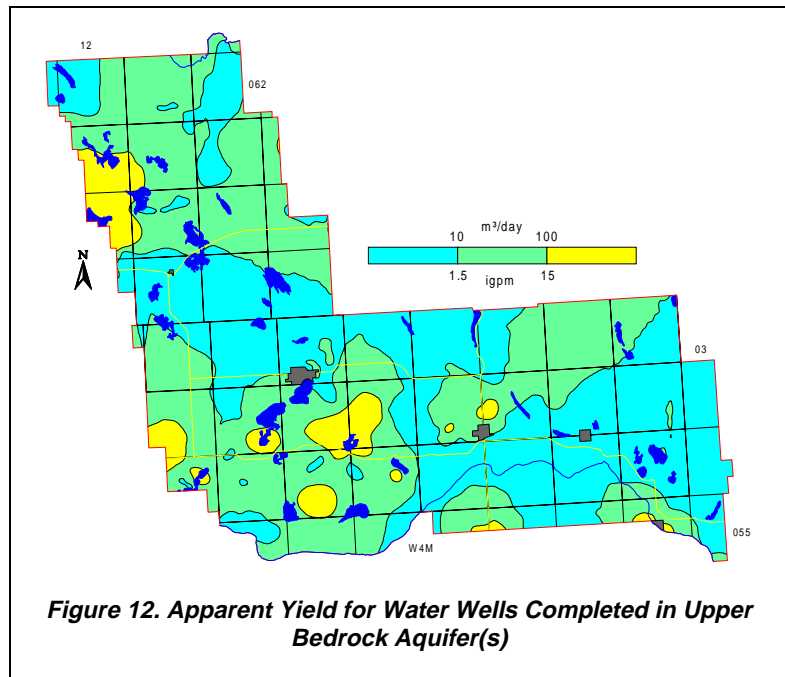 12
062
N
m³/day
10 100
1.5 igpm 15
03
055
W4M
Figure 12. Apparent Yield for Water Wells Completed in Upper
Bedrock Aquifer(s)